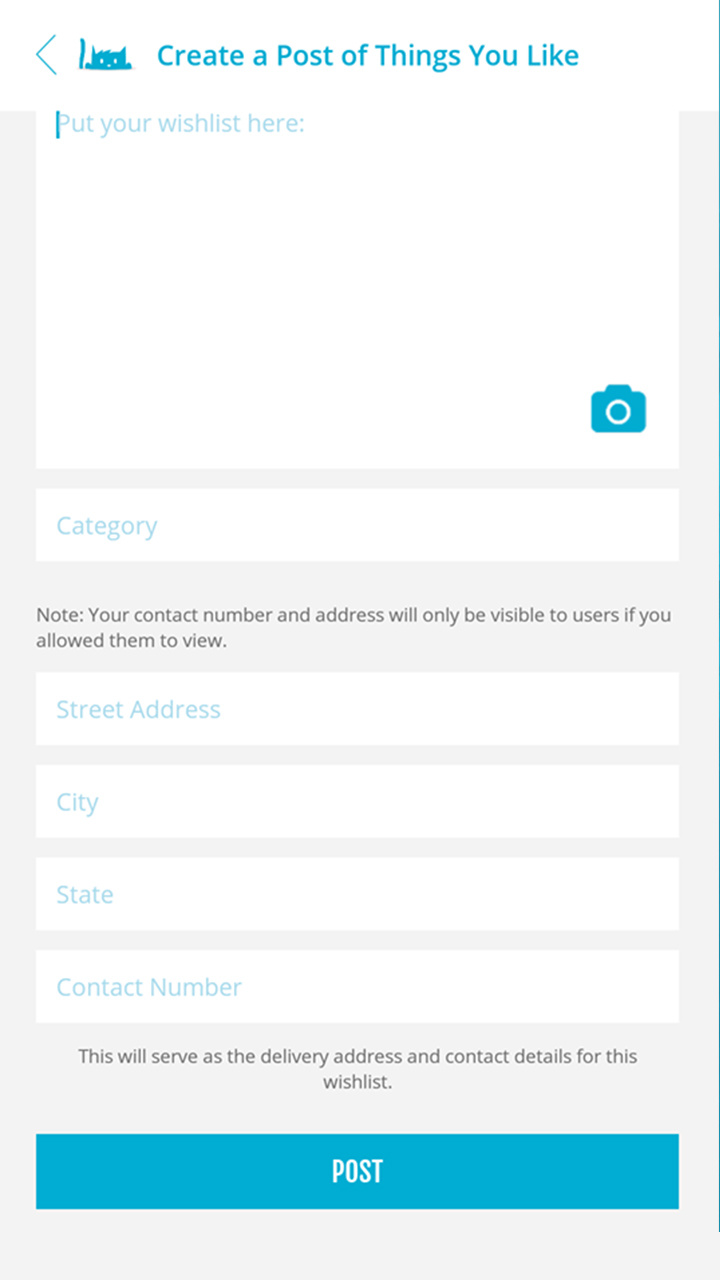 Create a Post of Things You Like
Put your wishlist here:
Category
Note: Your contact number and address will only be visible to users if you
allowed them to view.
Street Address
City
State
Contact Number
This will serve as the delivery address and contact details for this
wishlist.
POST